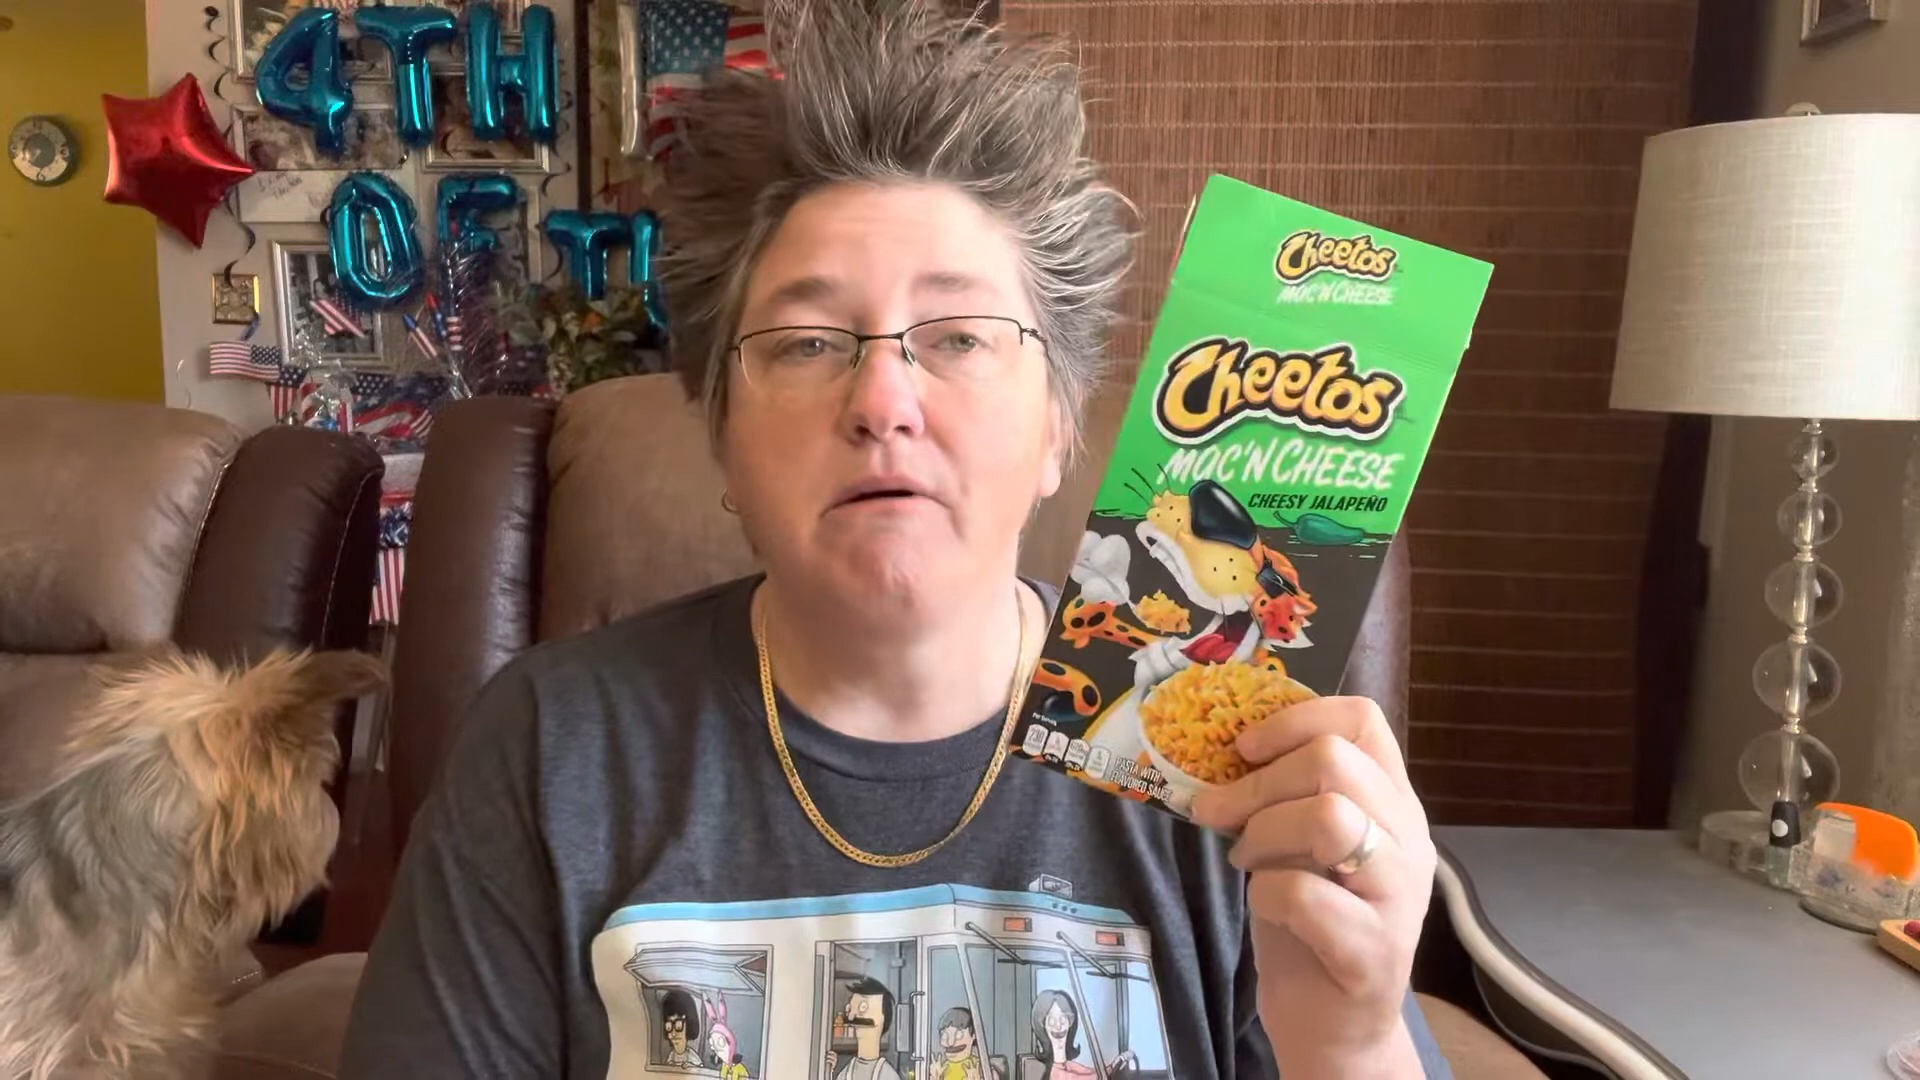 4TH
OF
Cheetos
MAC'N CHEESE
Cheetos
MAC'N CHEESE
CHEESY JALAPEÑO
PASTA WITH
FLAVORED SAUCE